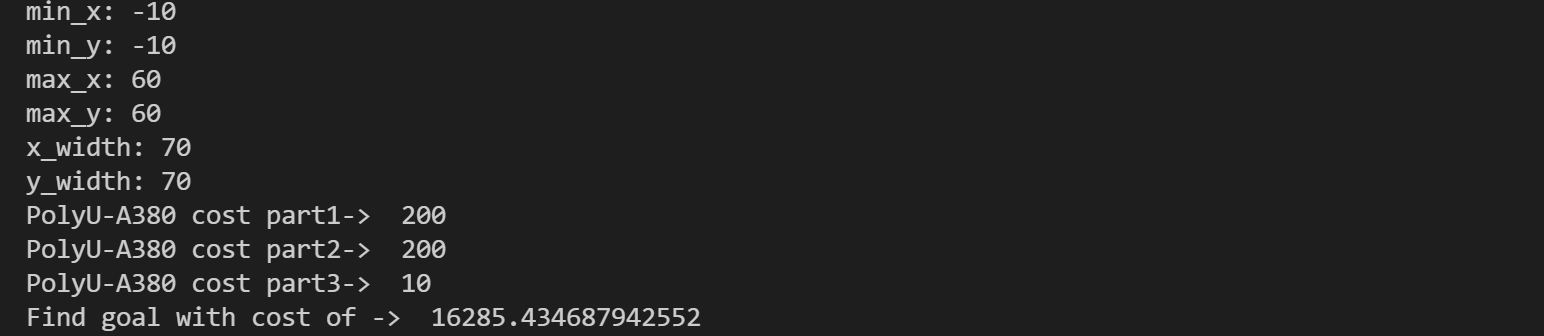 min_x: -10
min_y: -10
max_x: 60
max_y: 60
x_width: 70
y_width: 70
PolyU-A380 cost part1->  200
PolyU-A380 cost part2->  200
PolyU-A380 cost part3->  10
Find goal with cost of ->  16285.434687942552